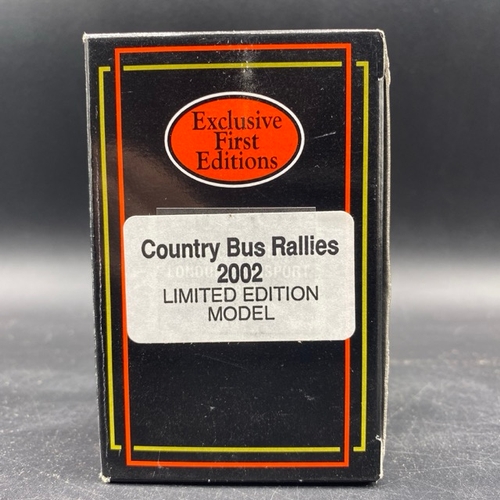 Exclusive
First
Editions
Country Bus Rallies
2002
LIMITED EDITION
MODEL